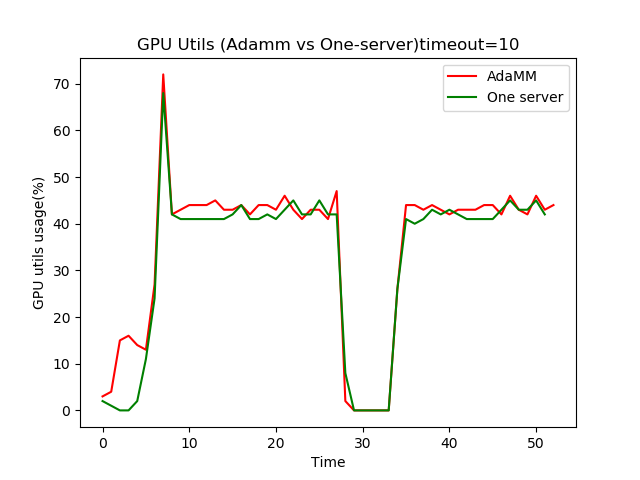 GPU Utils (Adamm vs One-server)timeout=10
AdaMM
One server
GPU utils usage(%)
70
60
50
40
30
20
10
0
0 10 20 30 40 50
Time